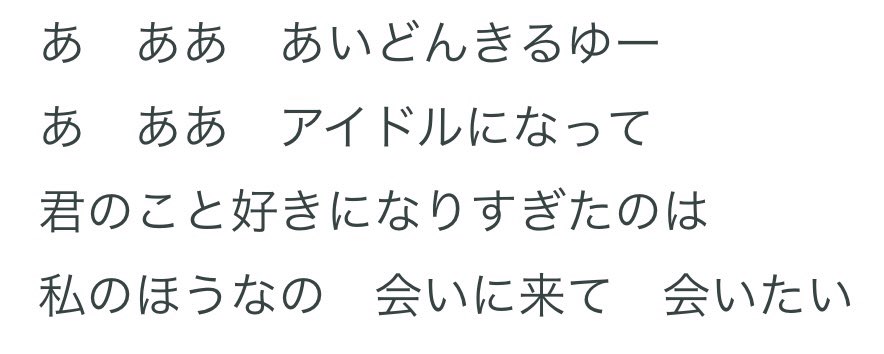 あ　ああ　あいどんきるゆー
あ　ああ　アイドルになって
君のこと好きになりすぎたのは
私のほうなの　会いに来て　会いたい